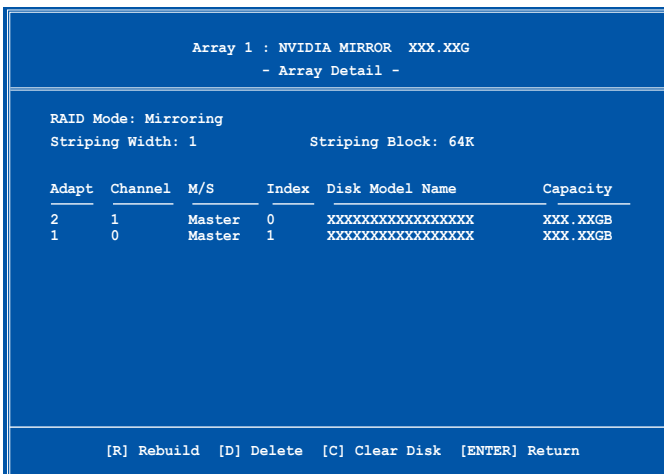 Array 1 : NVIDIA MIRROR XXX.XXG
- Array Detail -
RAID Mode: Mirroring
Striping Width: 1 Striping Block: 64K
Adapt Channel M/S Index Disk Model Name Capacity
2 1 Master 0 XXXXXXXXXXXXXXXXX XXX.XXGB
1 0 Master 1 XXXXXXXXXXXXXXXXX XXX.XXGB
[R] Rebuild [D] Delete [C] Clear Disk [ENTER] Return